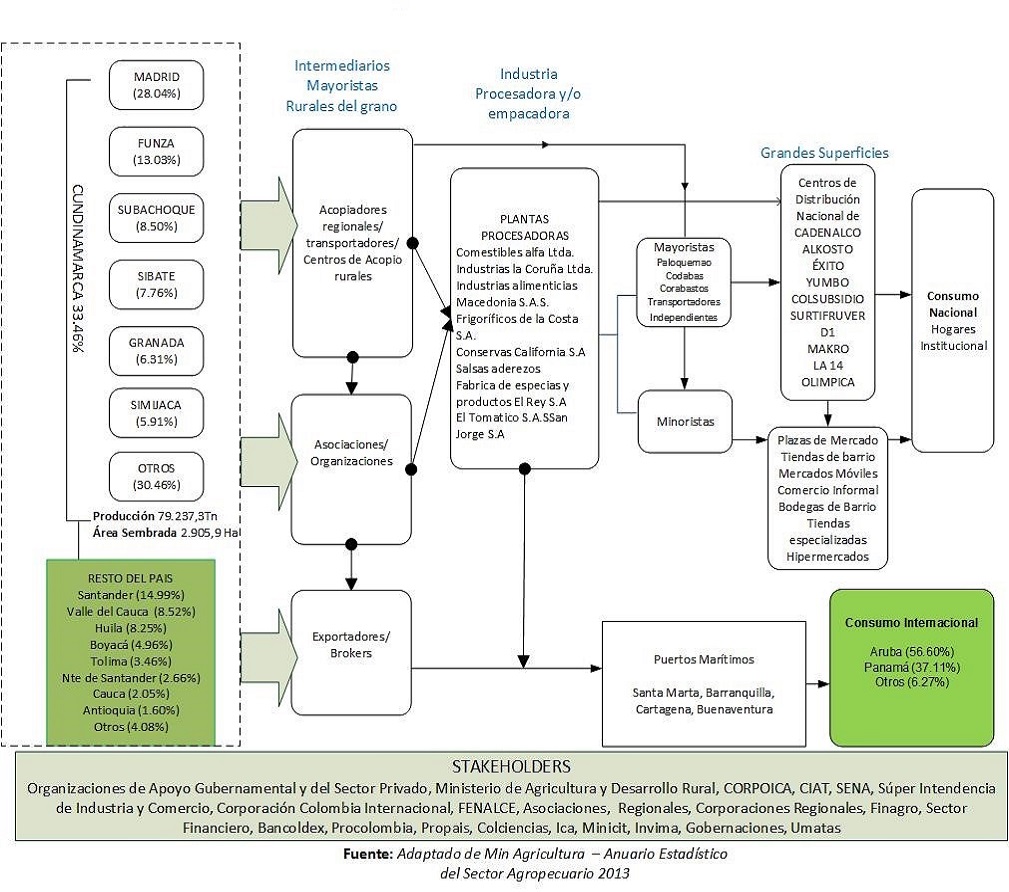 MADRID
(28.04%)
FUNZA
(13.03%)
SUBACHOQUE
(8.50%)
SIBATE
(7.76%)
GRANADA
(6.31%)
SIMIJACA
(5.91%)
OTROS
(30.46%)
CUNDINAMARCA 33.46%
Producción 79.237,3Tn
Área Sembrada 2.905,9 Ha
RESTO DEL PAIS
Santander (14.99%)
Valle del Cauca (8.52%)
Huila (8.25%)
Boyacá (4.96%)
Tolima (3.46%)
Nte de Santander (2.66%)
Cauca (2.05%)
Antioquia (1.60%)
Otros (4.08%)
Intermediarios
Mayoristas
Rurales del grano
Acopiadores
regionales/
transportadores/
Centros de Acopio
rurales
Asociaciones/
Organizaciones
Exportadores/
Brokers
Industria
Procesadora y/o
empacadora
PLANTAS
PROCESADORAS
Comestibles alfa Ltda.
Industrias la Coruña Ltda.
Industrias alimenticias
Macedonia S.A.S.
Frigoríficos de la Costa
S.A.
Conservas California S.A
Salsas aderezos
Fabrica de especias y
productos El Rey S.A
El Tomatico S.A.SSan
Jorge S.A
Mayoristas
Paloquemao
Codabas
Corabastos
Transportadores
Independientes
Minoristas
Grandes Superficies
Centros de
Distribución
Nacional de
CADENALCO
ALKOSTO
ÉXITO
YUMBO
COLSUBSIDIO
SURTIFRUVER
D1
MAKRO
LA 14
OLIMPICA
Plazas de Mercado
Tiendas de barrio
Mercados Móviles
Comercio Informal
Bodegas de Barrio
Tiendas
especializadas
Hipermercados
Consumo
Nacional
Hogares
Institucional
Puertos Marítimos
Santa Marta, Barranquilla,
Cartagena, Buenaventura
Consumo Internacional
Aruba (56.60%)
Panamá (37.11%)
Otros (6.27%)
STAKEHOLDERS
Organizaciones de Apoyo Gubernamental y del Sector Privado, Ministerio de Agricultura y Desarrollo Rural, CORPOICA, CIAT, SENA, Súper Intendencia
de Industria y Comercio, Corporación Colombia Internacional, FENALCE, Asociaciones, Regionales, Corporaciones Regionales, Finagro, Sector
Financiero, Bancoldex, Procolombia, Propais, Colciencias, Ica, Minicit, Invima, Gobernaciones, Umatas
Fuente: Adaptado de Min Agricultura – Anuario Estadístico
del Sector Agropecuario 2013